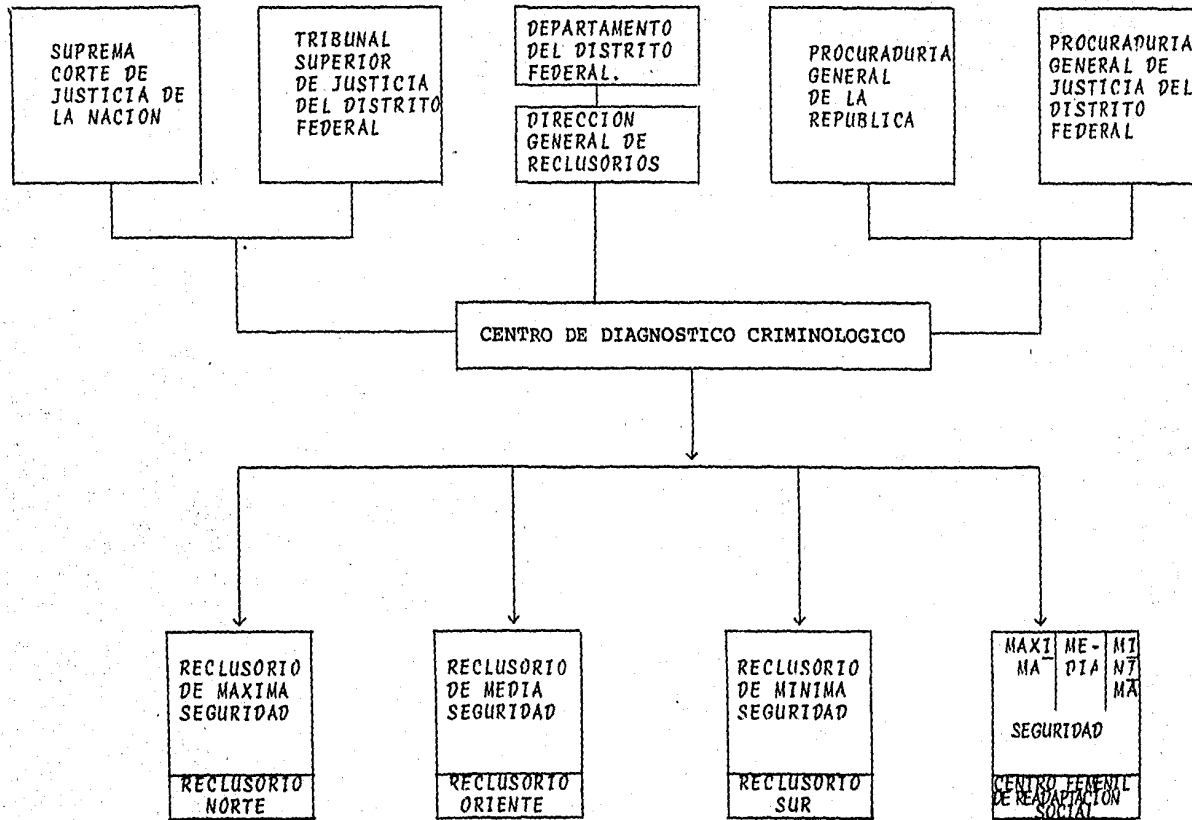 SUPREMA
CORTE DE
JUSTICIA DE
LA NACION
TRIBUNAL
SUPERIOR
DE JUSTICIA
DEL DISTRITO
FEDERAL
DEPARTAMENTO
DEL DISTRITO
FEDERAL.
DIRECCION
GENERAL DE
RECLUSORIOS
PROCURADURIA
GENERAL
DE LA
REPUBLICA
PROCURADURIA
GENERAL DE
JUSTICIA DEL
DISTRITO
FEDERAL
CENTRO DE DIAGNOSTICO CRIMINOLOGICO
RECLUSORIO
DE MAXIMA
SEGURIDAD
RECLUSORIO
NORTE
RECLUSORIO
DE MEDIA
SEGURIDAD
RECLUSORIO
ORIENTE
RECLUSORIO
DE MINIMA
SEGURIDAD
RECLUSORIO
SUR
MAXI
MA
ME-
DIA
MI
NI
MA
SEGURIDAD
CENTRO FEMENIL
DE READAPTACION
SOCIAL